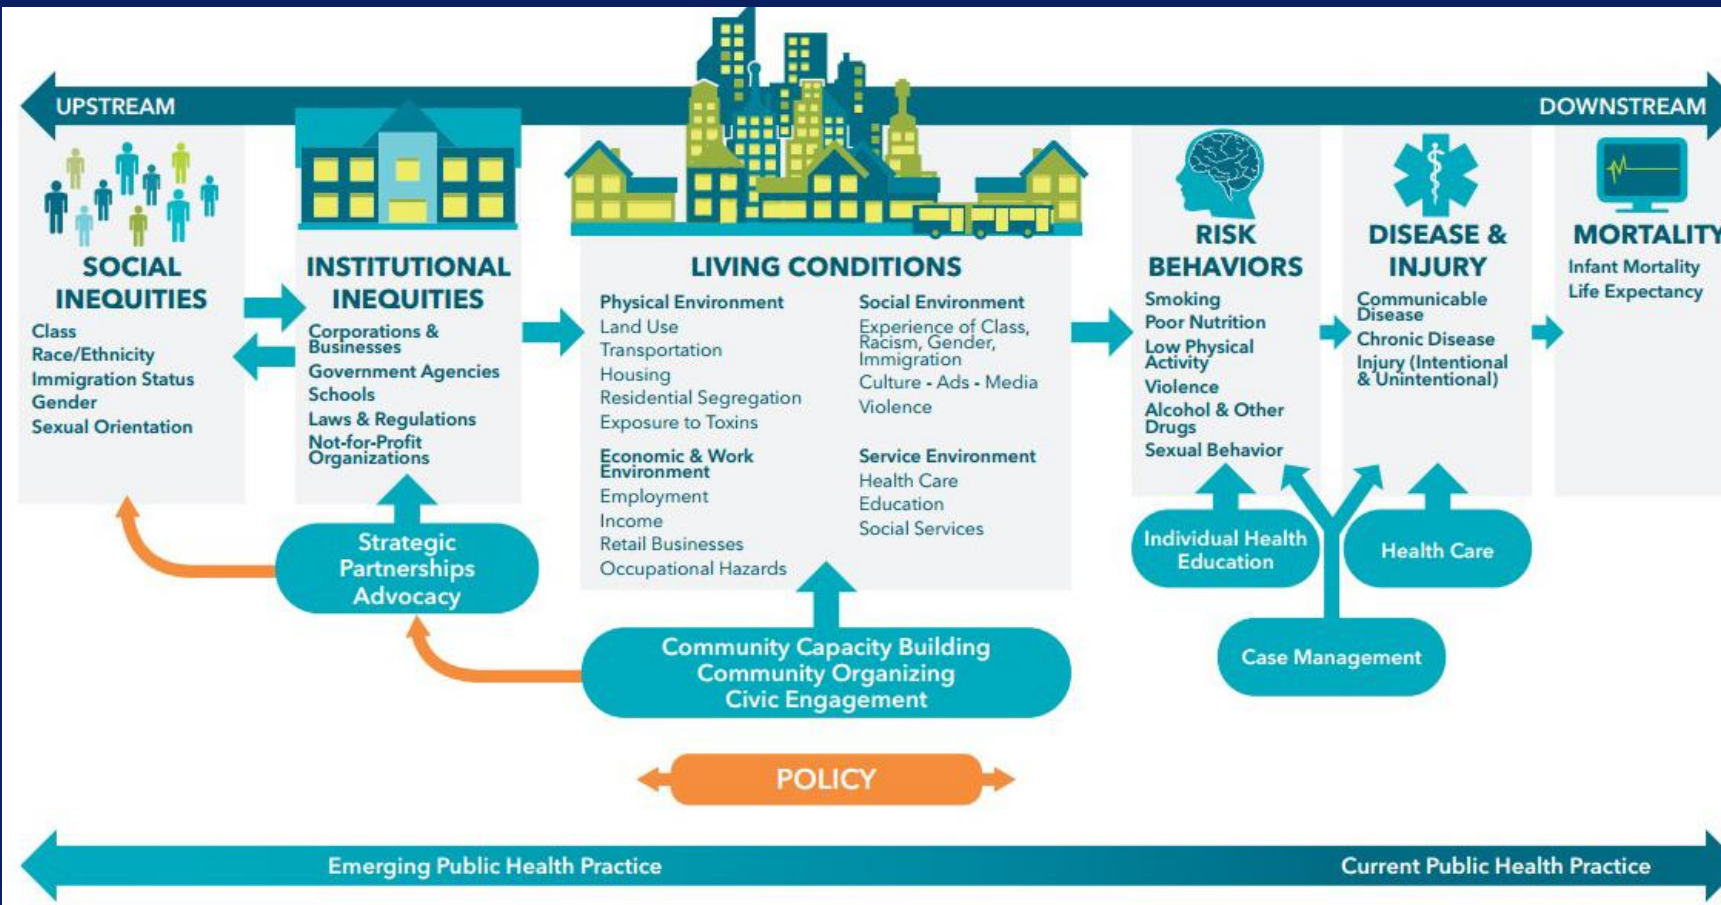 UPSTREAM
DOWNSTREAM
SOCIAL
INEQUITIES
Class
Race/Ethnicity
Immigration Status
Gender
Sexual Orientation
INSTITUTIONAL
INEQUITIES
Corporations &
Businesses
Government Agencies
Schools
Laws & Regulations
Not-for-Profit
Organizations
LIVING CONDITIONS
Physical Environment
Land Use
Transportation
Housing
Residential Segregation
Exposure to Toxins
Economic & Work
Environment
Employment
Income
Retail Businesses
Occupational Hazards
Social Environment
Experience of Class,
Racism, Gender,
Immigration
Culture - Ads - Media
Violence
Service Environment
Health Care
Education
Social Services
RISK
BEHAVIORS
Smoking
Poor Nutrition
Low Physical
Activity
Violence
Alcohol & Other
Drugs
Sexual Behavior
DISEASE &
INJURY
Communicable
Disease
Chronic Disease
Injury (Intentional
& Unintentional)
MORTALITY
Infant Mortality
Life Expectancy
Strategic
Partnerships
Advocacy
Community Capacity Building
Community Organizing
Civic Engagement
Individual Health
Education
Health Care
Case Management
POLICY
Emerging Public Health Practice
Current Public Health Practice